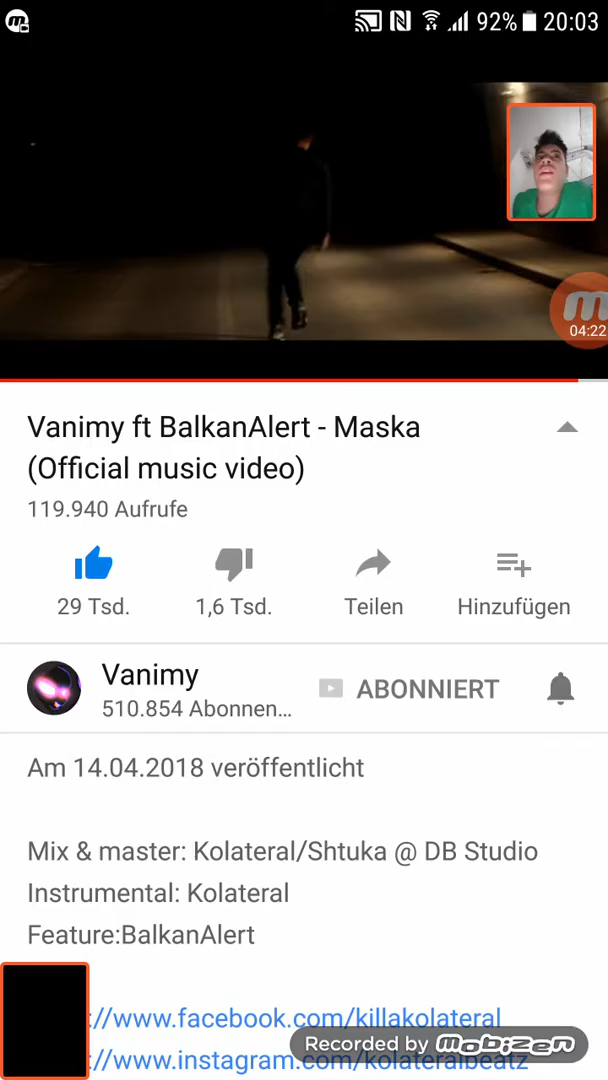 92% 20:03
04:22
Vanimy ft BalkanAlert - Maska
(Official music video)
119.940 Aufrufe
29 Tsd. 1,6 Tsd. Teilen Hinzufügen
Vanimy
510.854 Abonnen...
ABONNIERT
Am 14.04.2018 veröffentlicht
Mix & master: Kolateral/Shtuka @ DB Studio
Instrumental: Kolateral
Feature:BalkanAlert
://www.facebook.com/killakolateral
://www.instagram.com/kolateralbeatz
Recorded by mobizen